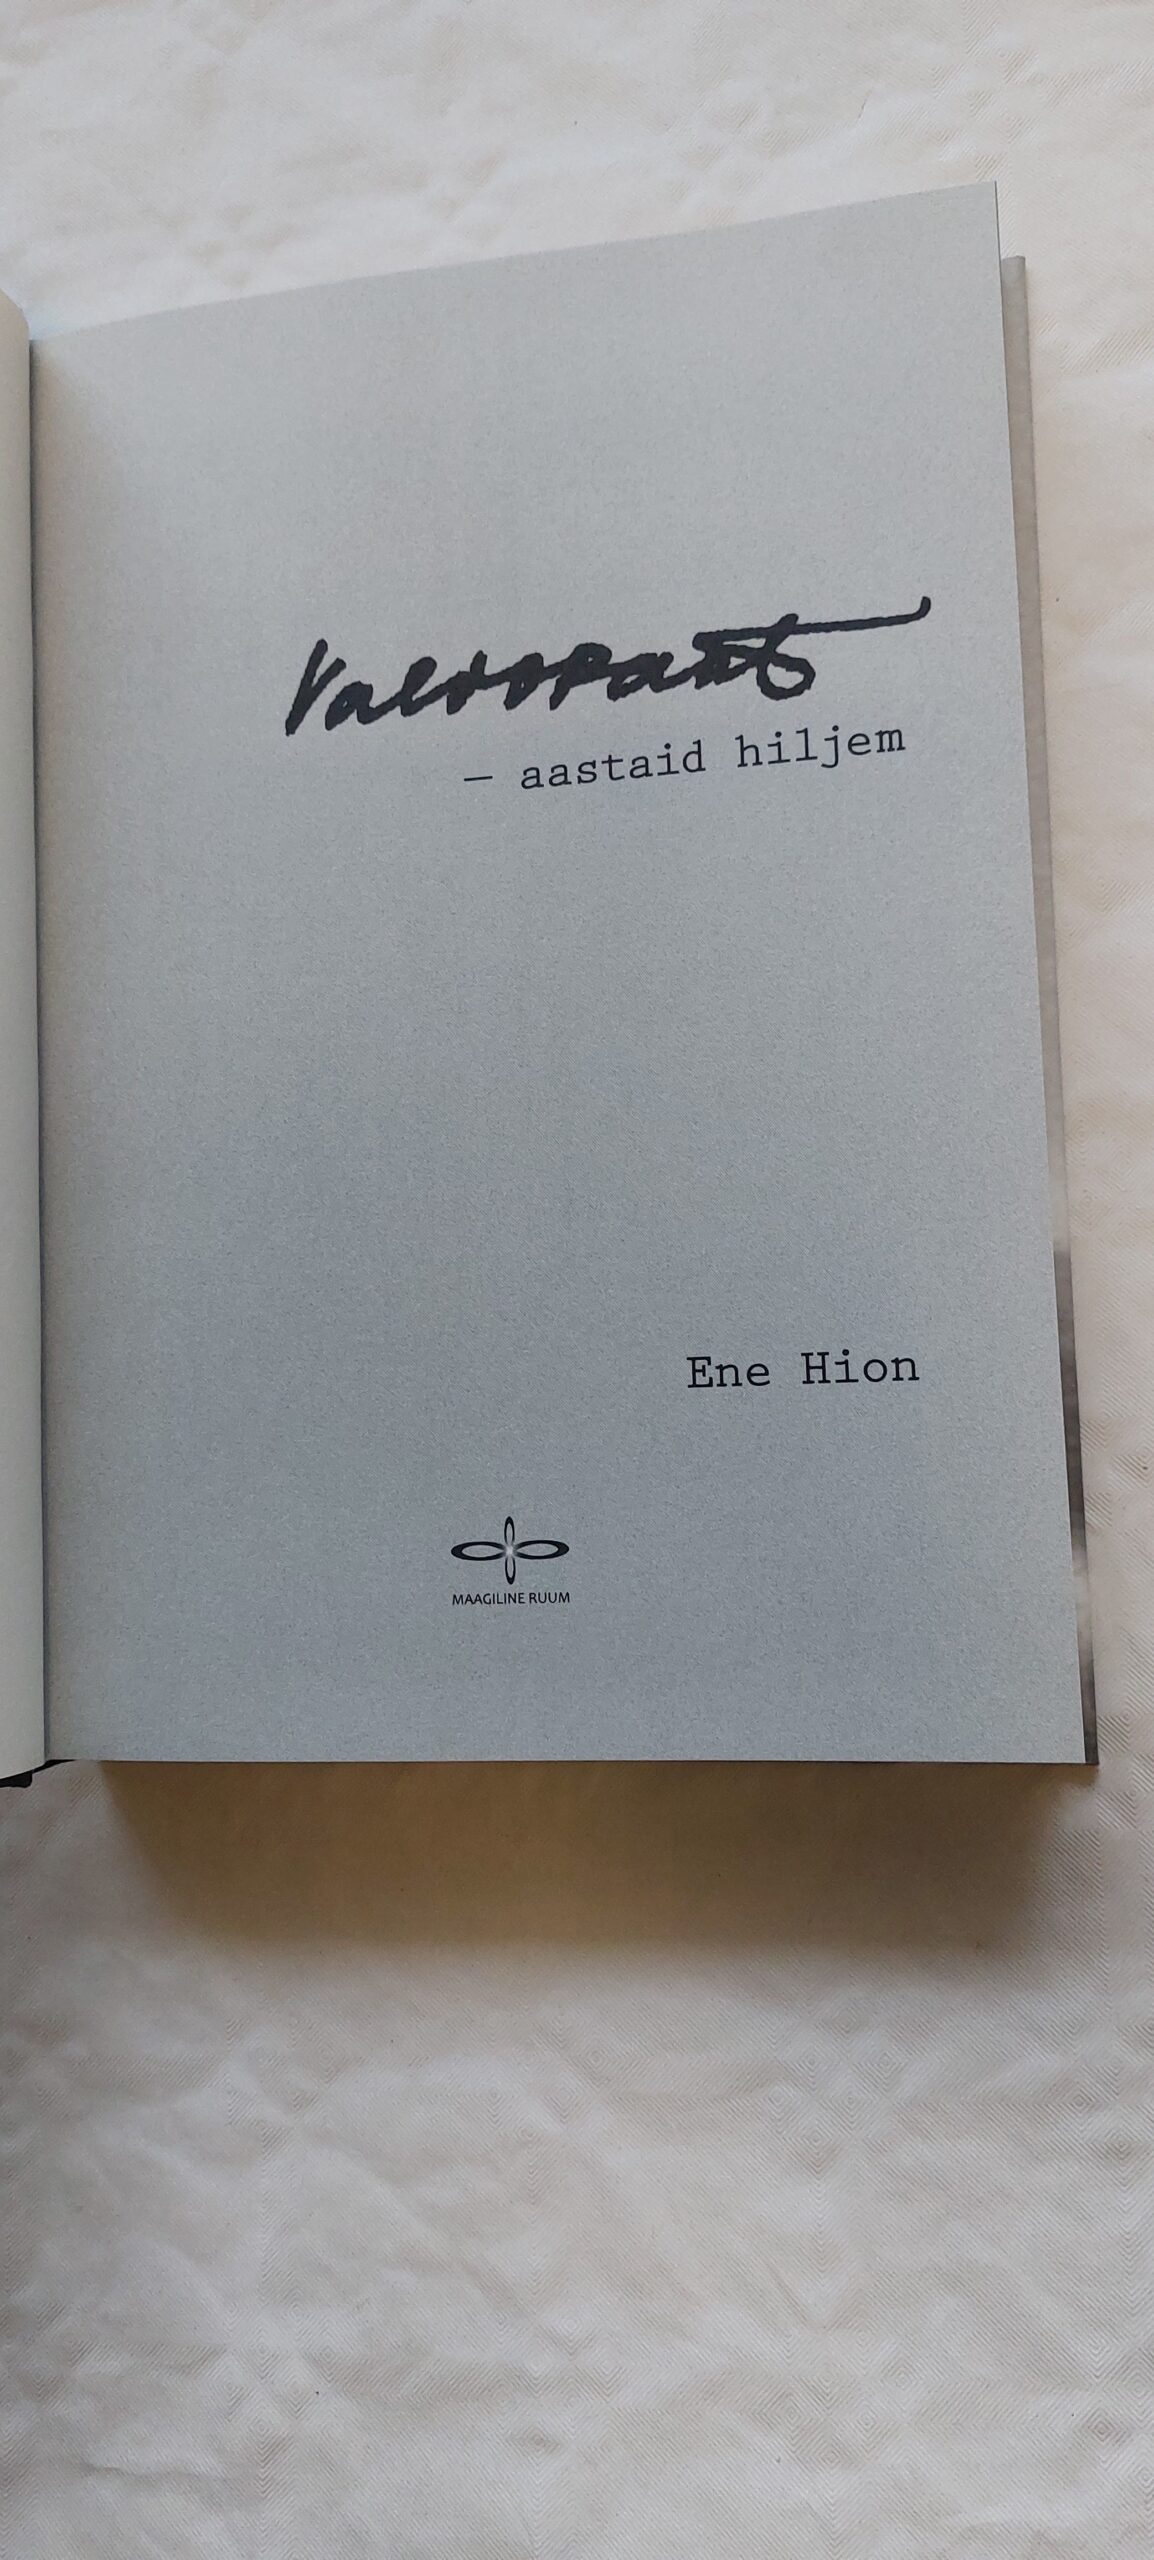 Valdo Pant
– aastaid hiljem
Ene Hion
MAAGILINE RUUM